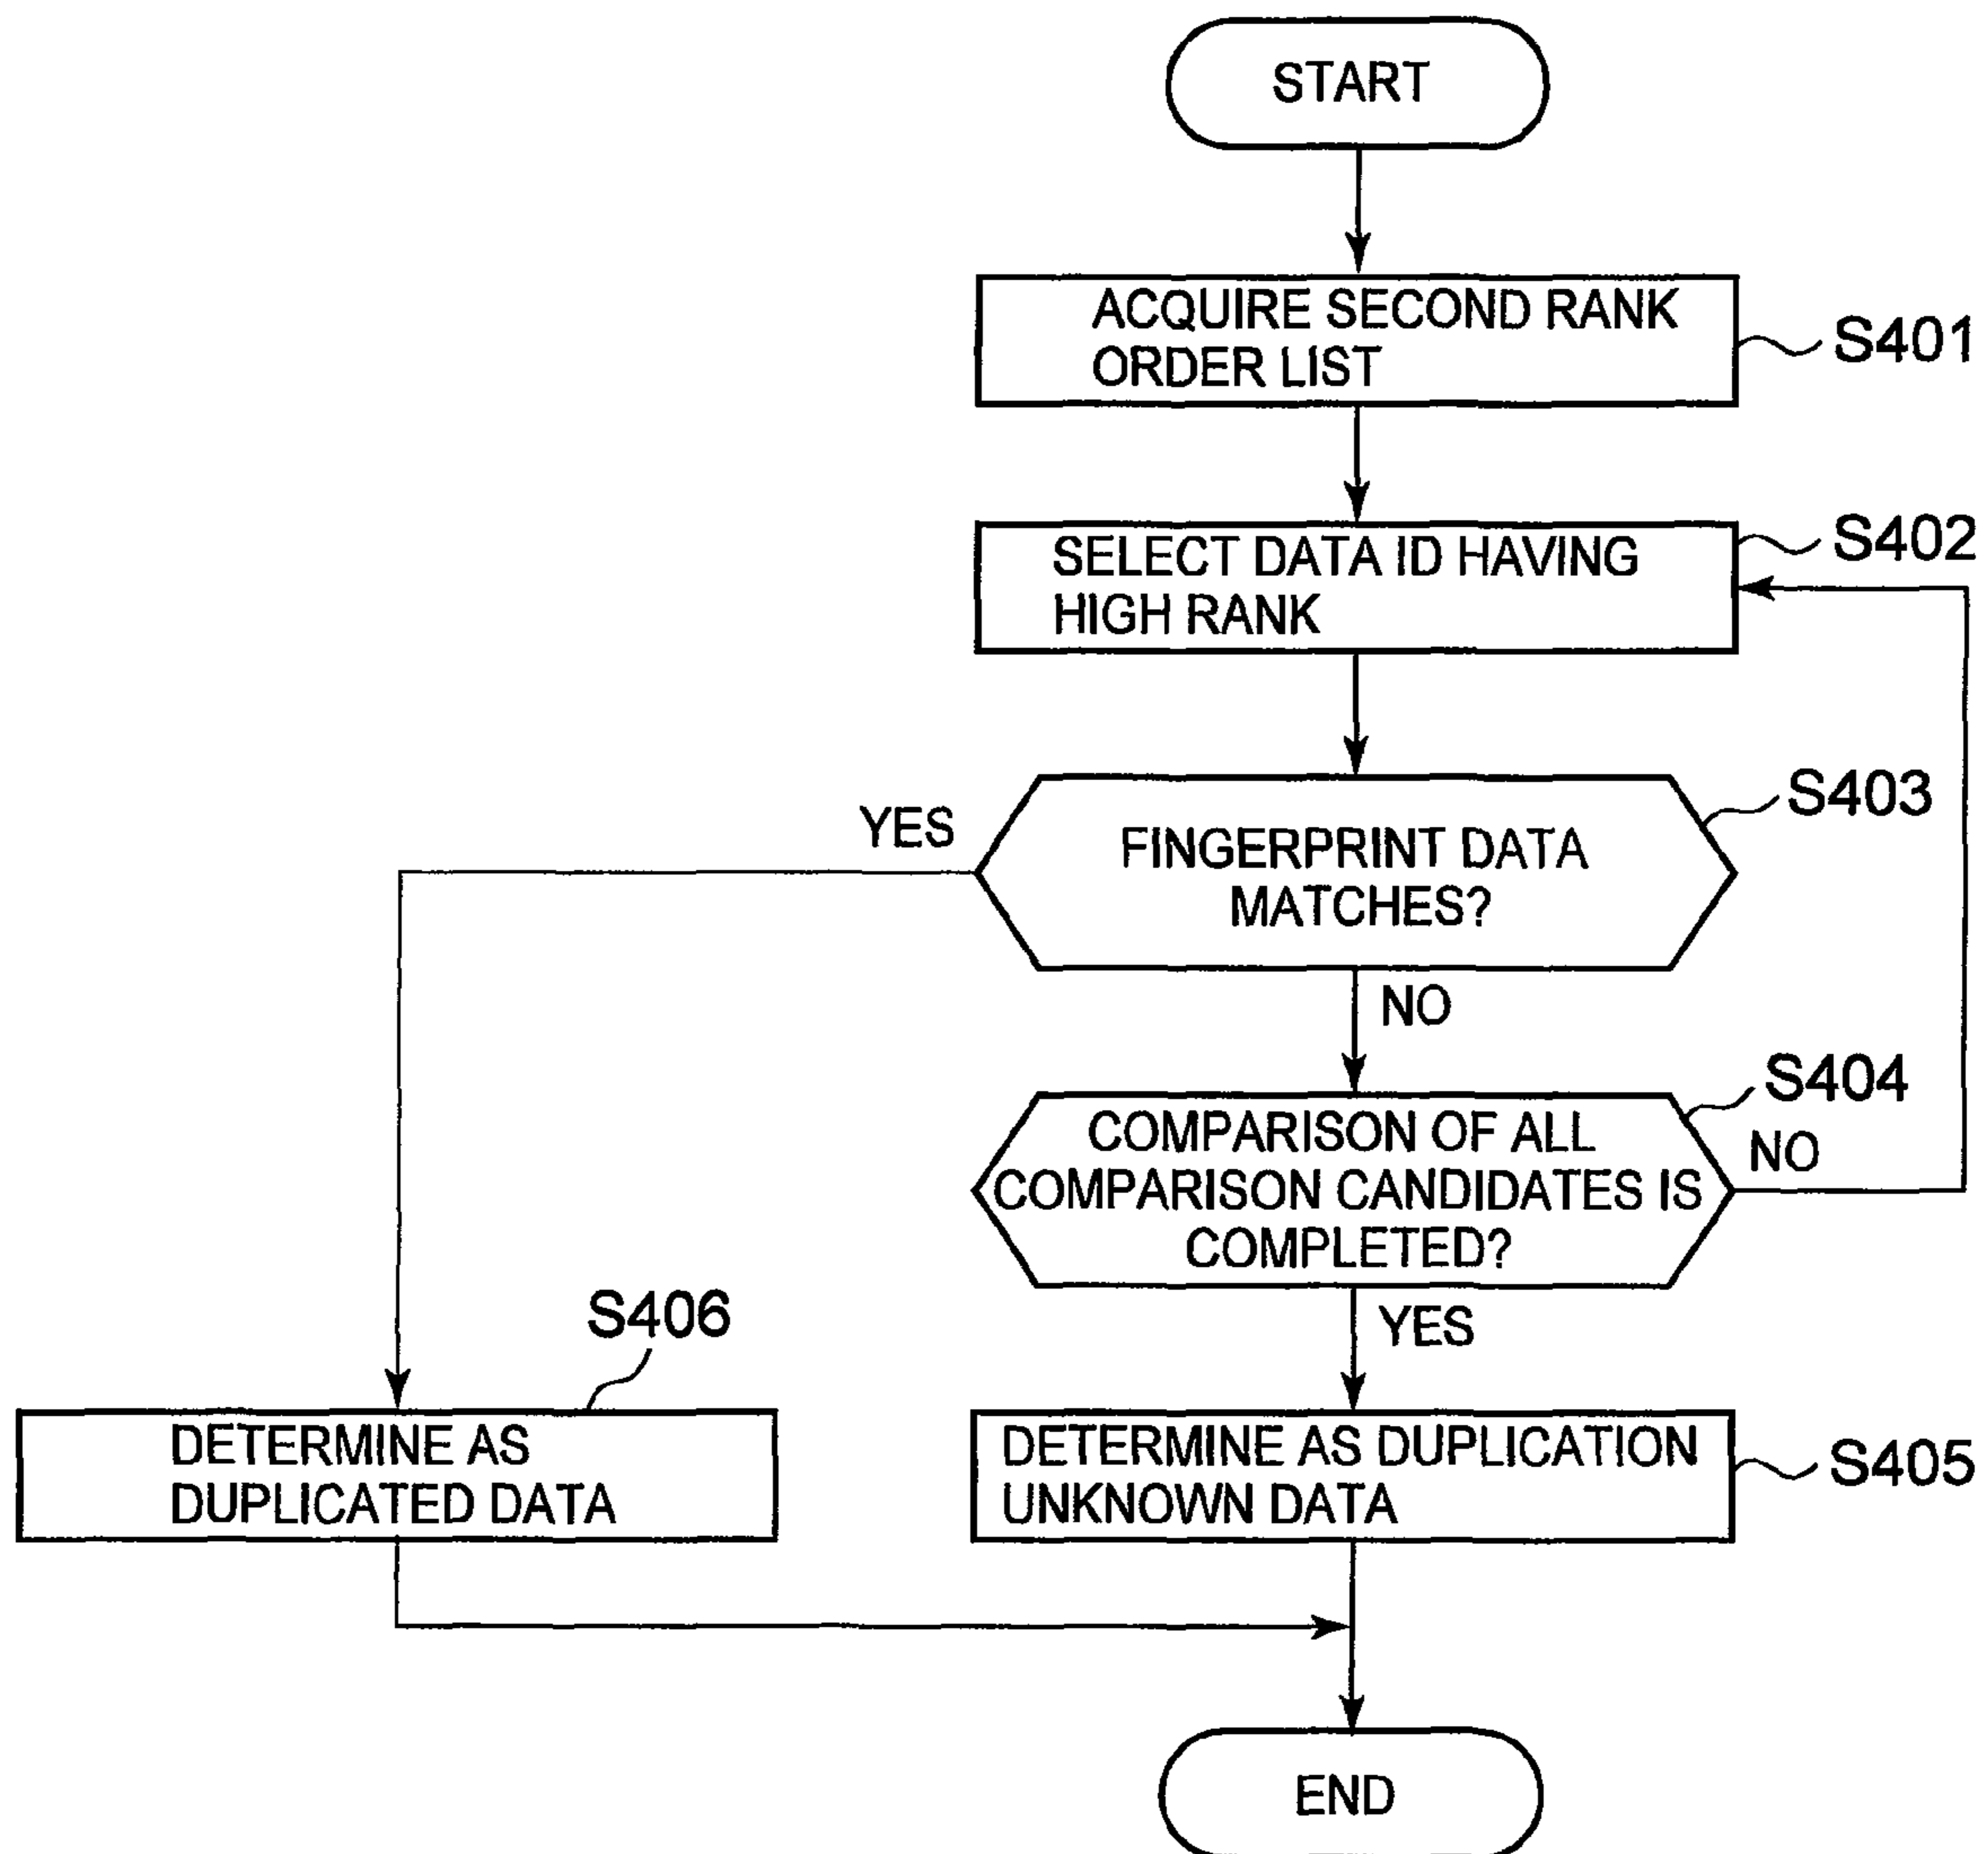 START
ACQUIRE SECOND RANK
ORDER LIST
S401
SELECT DATA ID HAVING
HIGH RANK
S402
FINGERPRINT DATA
MATCHES?
S403
YES
NO
COMPARISON OF ALL
COMPARISON CANDIDATES IS
COMPLETED?
S404
NO
YES
S406
DETERMINE AS
DUPLICATED DATA
DETERMINE AS DUPLICATION
UNKNOWN DATA
S405
END